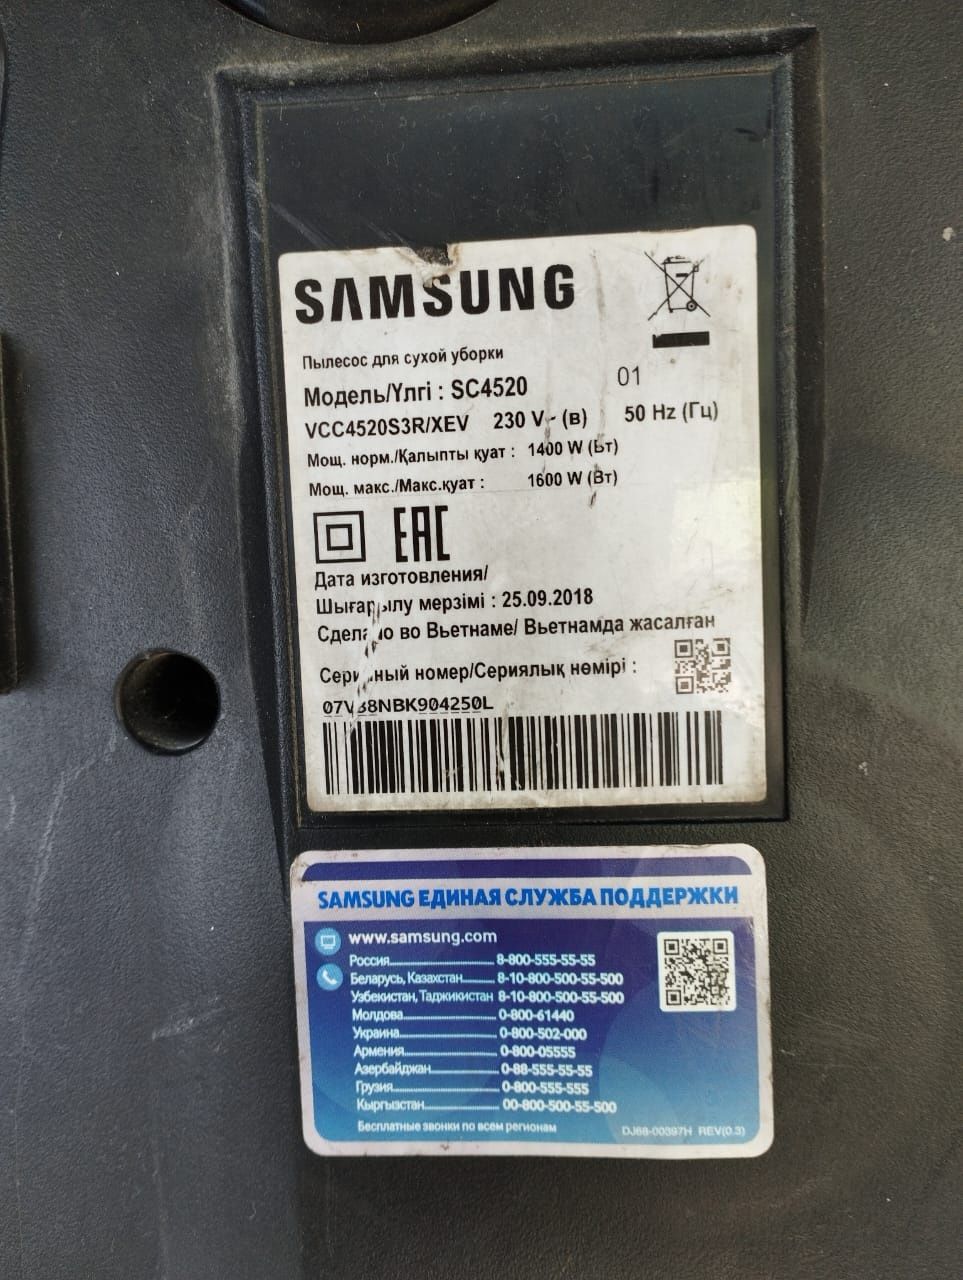 SAMSUNG
Пылесос для сухой уборки
Модель/Үлгі : SC4520 01
VCC4520S3R/XEV 230 V~(в) 50 Hz (Гц)
Мощ. норм./Қалыпты қуат : 1400 W (Вт)
Мощ. макс./Макс.қуат : 1600 W (Вт)
EAC
Дата изготовления/
Шығарылу мерзімі : 25.09.2018
Сделано во Вьетнаме/ Вьетнамда жасалған
Серийный номер/Сериялық нөмірі :
SAMSUNG ЕДИНАЯ СЛУЖБА ПОДДЕРЖКИ
www.samsung.com
Россия 8-800-555-55-55
Беларусь, Казахстан 8-10-800-500-55-500
Узбекистан, Таджикистан 8-10-800-500-55-500
Молдова 0-800-61440
Украина 0-800-502-000
Армения 0-800-05555
Азербайджан 0-88-555-55-55
Грузия 0-800-555-555
Кыргызстан 00-800-500-55-500
Бесплатные звонки по всем регионам
DJ68-00397H REV(0.3)